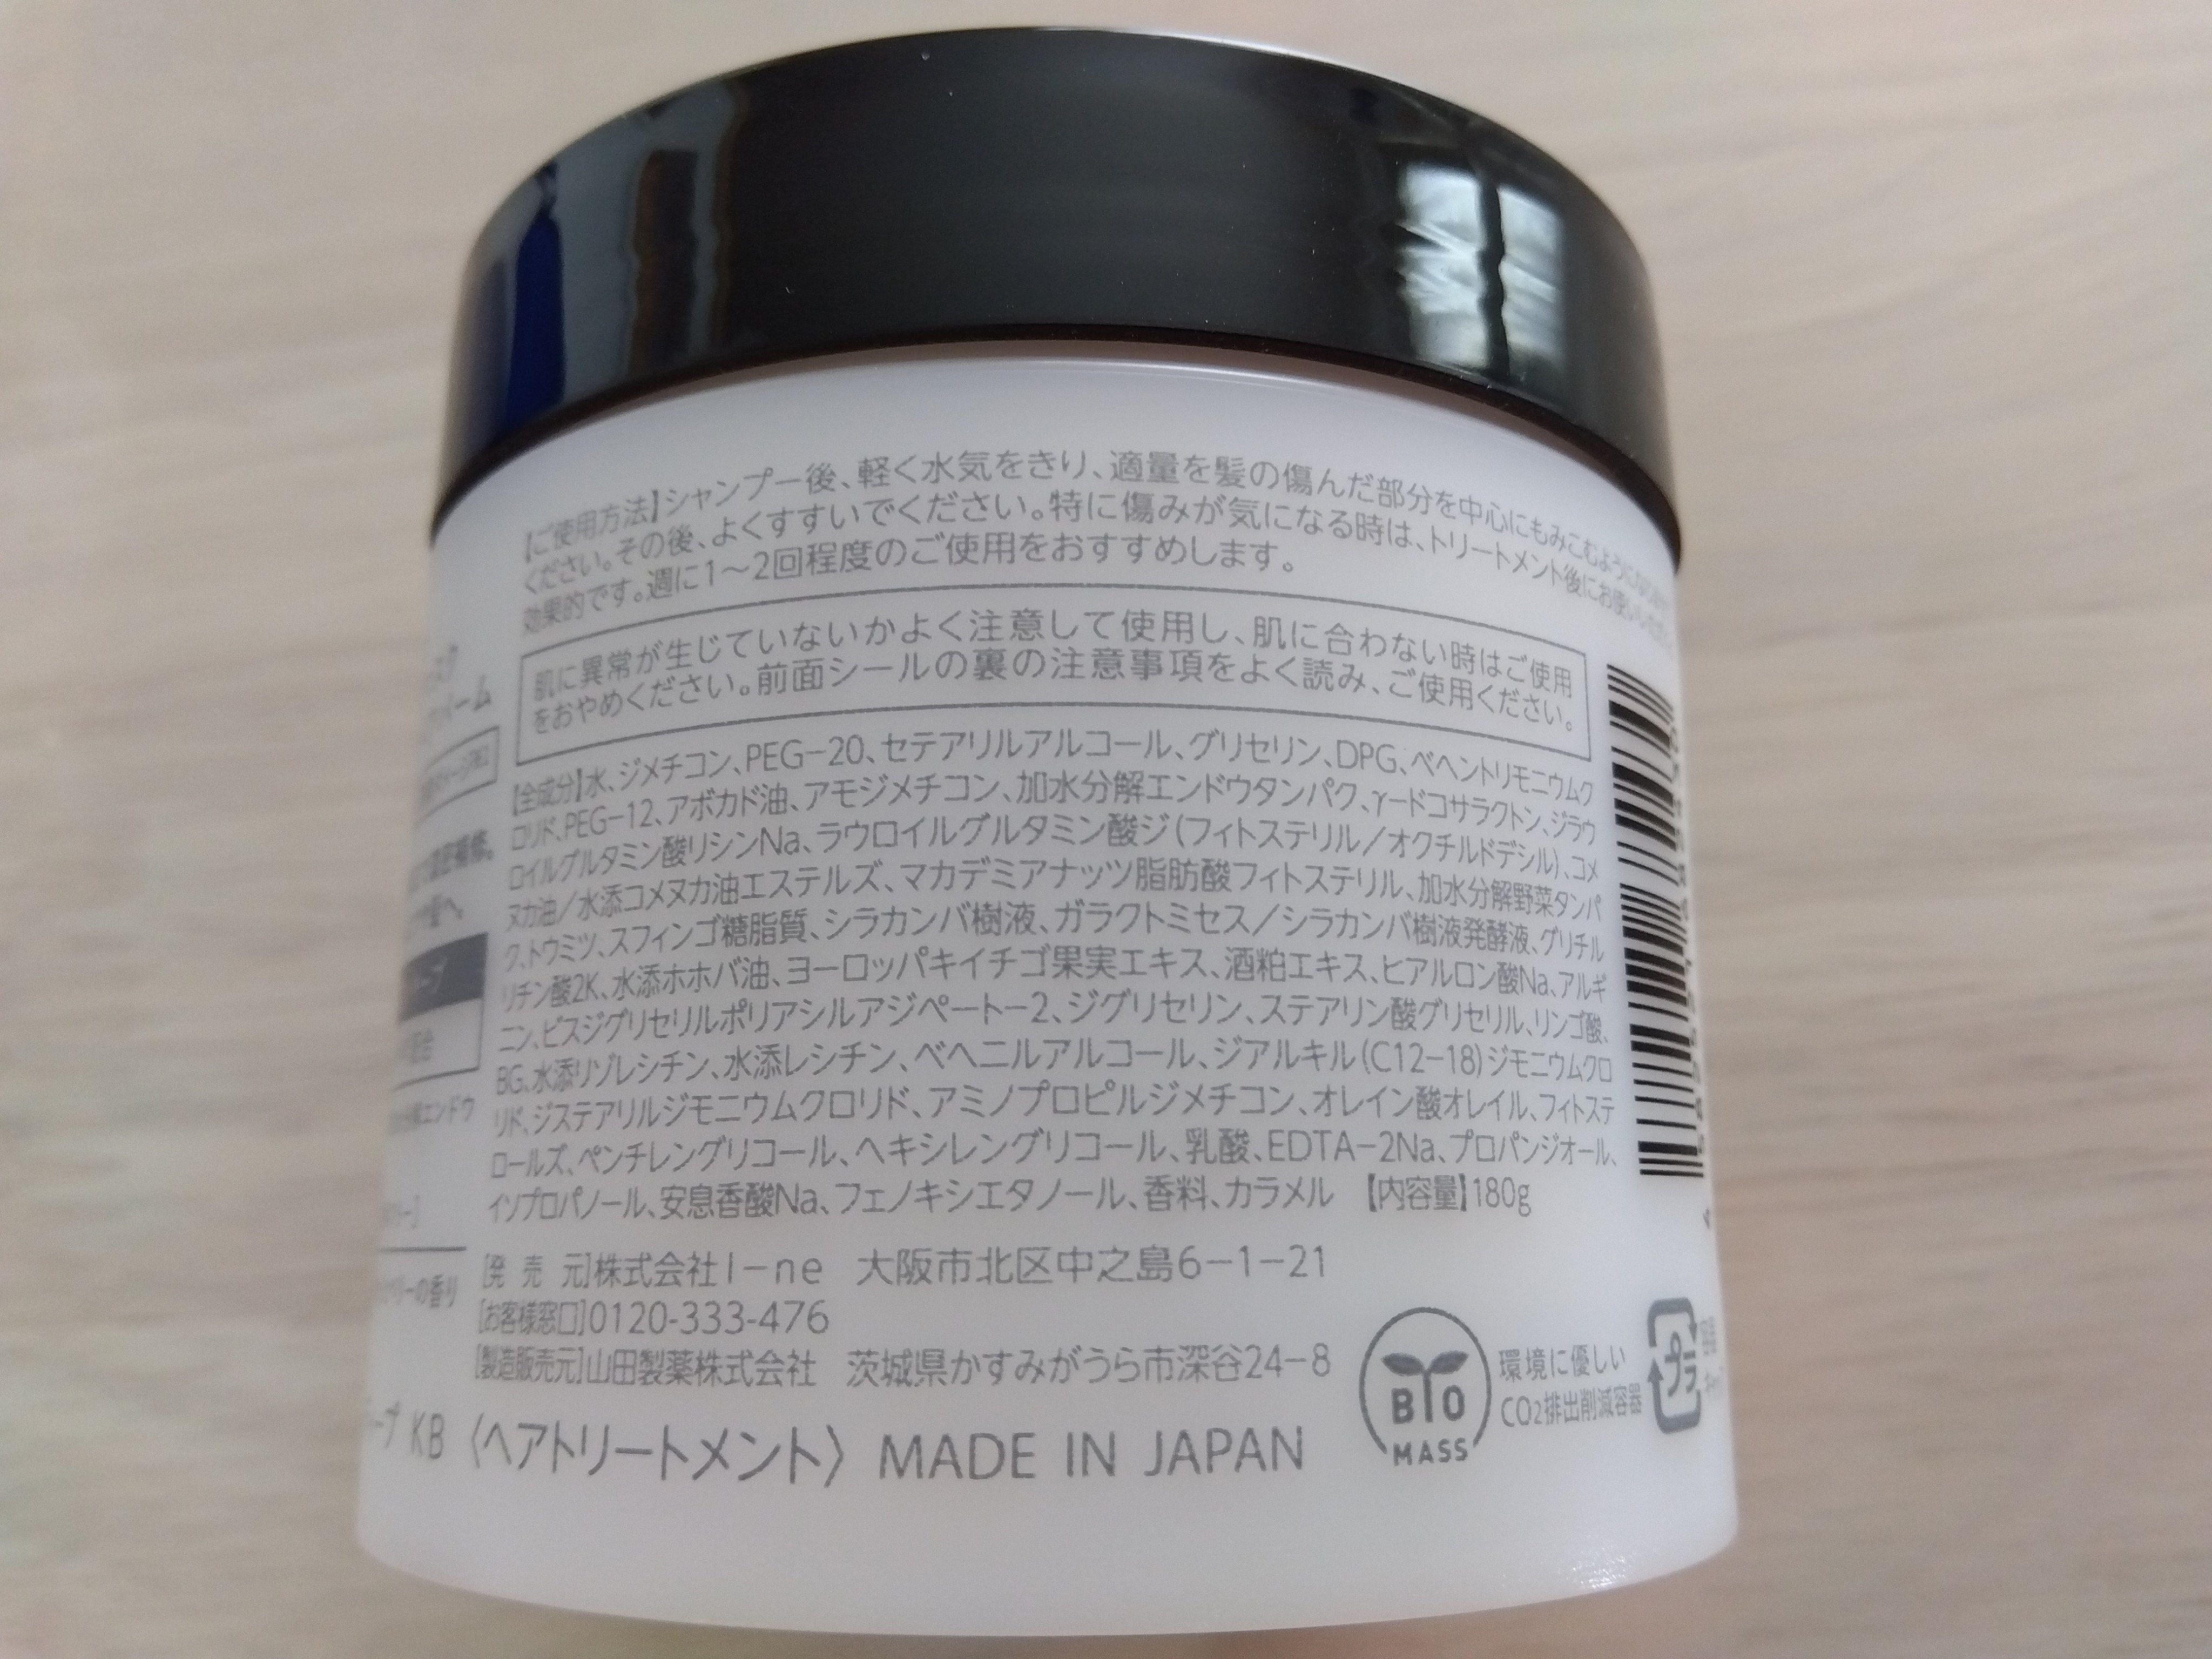 【ご使用方法】シャンプー後、軽く水気をきり、適量を髪の傷んだ部分を中心にもみこむように
ください。その後、よくすすいでください。特に傷みが気になる時は、トリートメント後にお使い
効果的です。週に1〜2回程度のご使用をおすすめします。
肌に異常が生じていないかよく注意して使用し、肌に合わない時はご使用
をおやめください。前面シールの裏の注意事項をよく読み、ご使用ください。
【全成分】水、ジメチコン、PEG−20、セテアリルアルコール、グリセリン、DPG、ベヘントリモニウムク
ロリド、PEG−12、アボカド油、アモジメチコン、加水分解エンドウタンパク、γ−ドコサラクトン、ジラウ
ロイルグルタミン酸リシンNa、ラウロイルグルタミン酸ジ(フィトステリル/オクチルドデシル)、コメ
ヌカ油/水添コメヌカ油エステルズ、マカデミアナッツ脂肪酸フィトステリル、加水分解野菜タンパ
ク、トウミツ、スフィンゴ糖脂質、シラカンバ樹液、ガラクトミセス/シラカンバ樹液発酵液、グリチル
リチン酸2K、水添ホホバ油、ヨーロッパキイチゴ果実エキス、酒粕エキス、ヒアルロン酸Na、アルギ
ニン、ビスジグリセリルポリアシルアジペート−2、ジグリセリン、ステアリン酸グリセリル、リンゴ酸、
BG、水添リゾレシチン、水添レシチン、ベヘニルアルコール、ジアルキル(C12−18)ジモニウムクロ
リド、ジステアリルジモニウムクロリド、アミノプロピルジメチコン、オレイン酸オレイル、フィトステ
ロールズ、ペンチレングリコール、ヘキシレングリコール、乳酸、EDTA−2Na、プロパンジオール、
イソプロパノール、安息香酸Na、フェノキシエタノール、香料、カラメル 【内容量】180g
[発売元]株式会社I−ne 大阪市北区中之島6−1−21
[お客様窓口]0120-333-476
[製造販売元]山田製薬株式会社 茨城県かすみがうら市深谷24−8
ープ KB 〈ヘアトリートメント〉 MADE IN JAPAN
BIO
MASS
環境に優しい
CO2排出削減容器
プラ
補修。
へ。
エンドウ
の香り